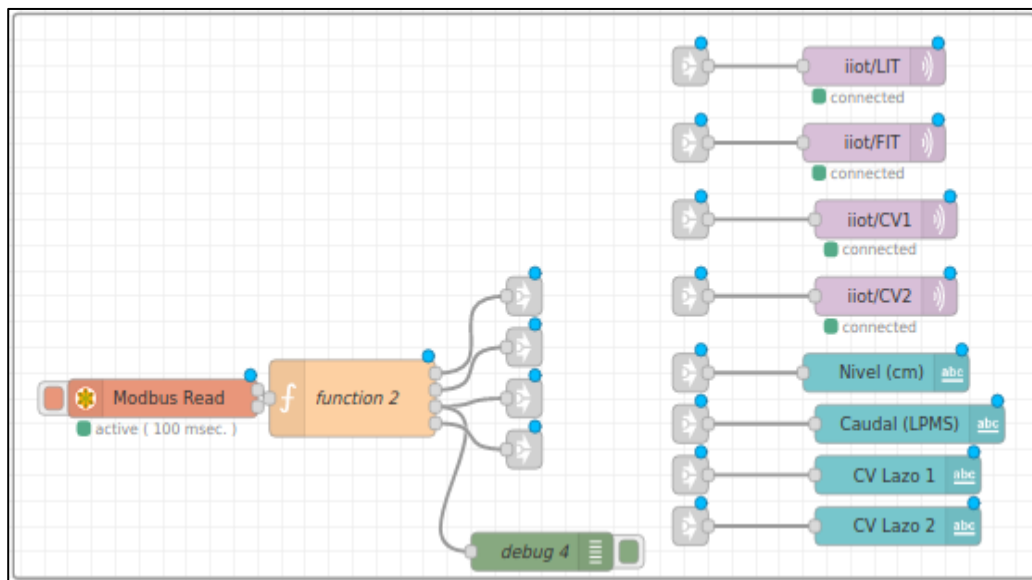 iiot/LIT
connected
iiot/FIT
connected
iiot/CV1
connected
iiot/CV2
connected
Modbus Read
active ( 100 msec. )
f
function 2
Nivel (cm)
abc
Caudal (LPMS)
abc
CV Lazo 1
abc
CV Lazo 2
abc
debug 4